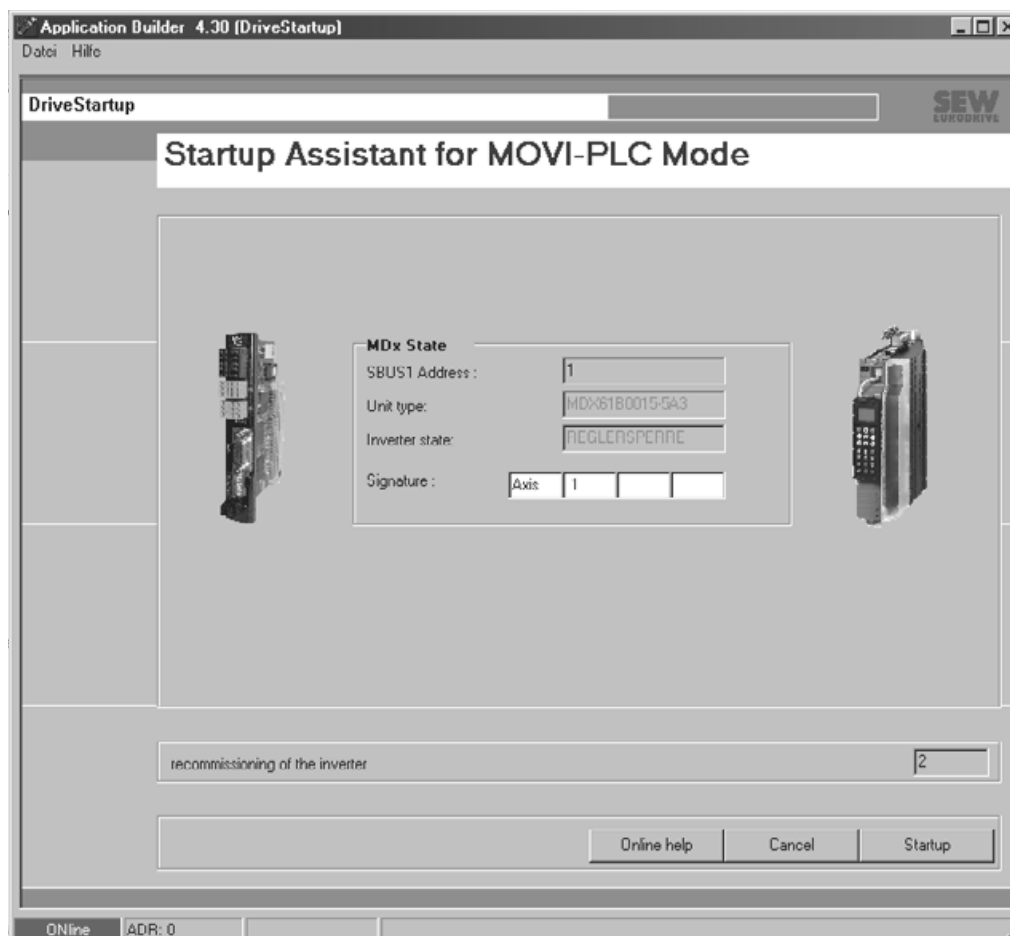 Application Builder 4.30 [DriveStartup]
Datei Hilfe
DriveStartup
SEW
EURODRIVE
Startup Assistant for MOVI-PLC Mode
MDx State
SBUS1 Address : 1
Unit type: MDX61B0015-5A3
Inverter state: REGLERSPERRE
Signature : Axis 1
recommissioning of the inverter 2
Online help Cancel Startup
ONline ADR: 0